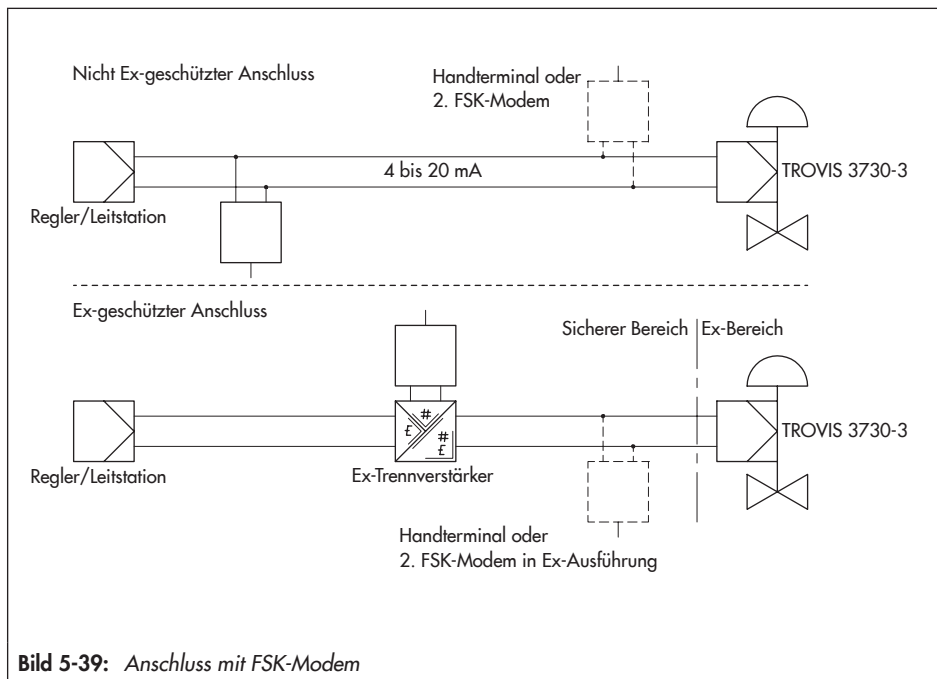 Nicht Ex-geschützter Anschluss
Handterminal oder
2. FSK-Modem
4 bis 20 mA
TROVIS 3730-3
Regler/Leitstation
Ex-geschützter Anschluss
Sicherer Bereich
Ex-Bereich
#
£
#
£
TROVIS 3730-3
Regler/Leitstation
Ex-Trennverstärker
Handterminal oder
2. FSK-Modem in Ex-Ausführung
Bild 5-39: Anschluss mit FSK-Modem